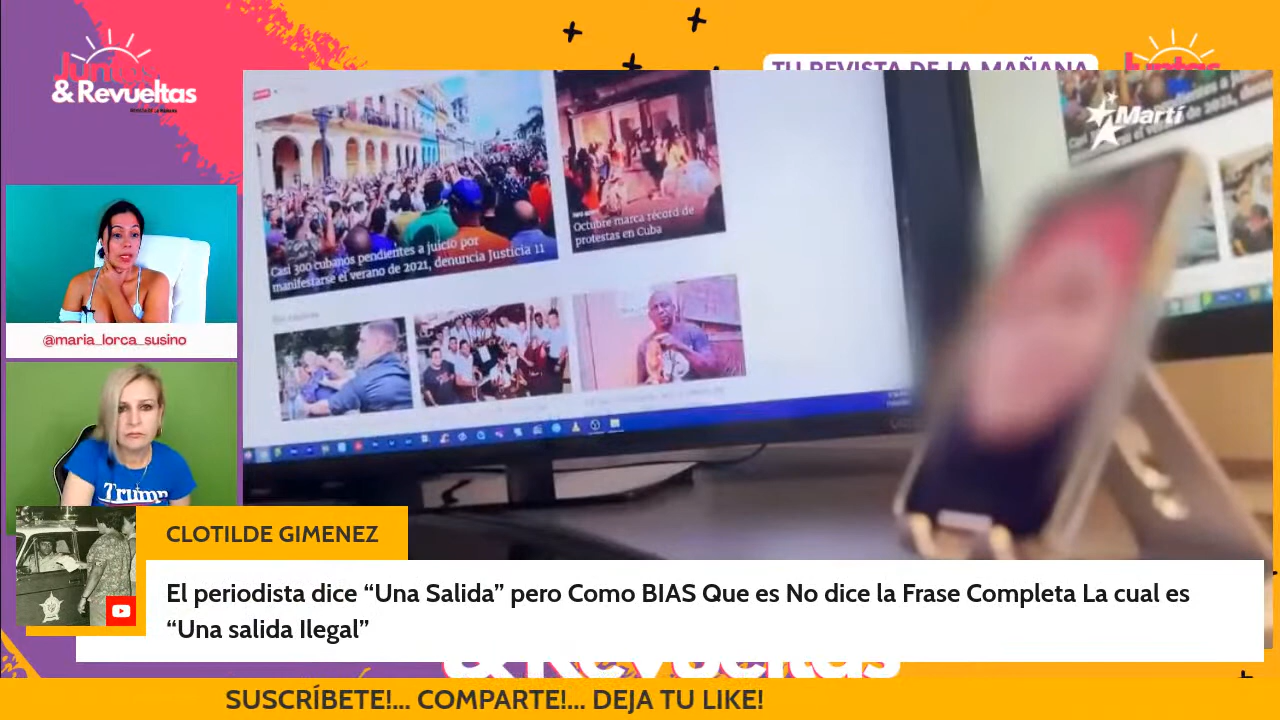 Juntas
& Revueltas
TU REVISTA DE LA MAÑANA
Juntas
Martí
Casi 300 cubanos pendientes a juicio por
manifestarse el verano de 2021, denuncia Justicia 11
Octubre marca récord de
protestas en Cuba
@maria_lorca_susino
Trump
CLOTILDE GIMENEZ
El periodista dice “Una Salida” pero Como BIAS Que es No dice la Frase Completa La cual es
“Una salida Ilegal”
& Revueltas
SUSCRÍBETE!... COMPARTE!... DEJA TU LIKE!